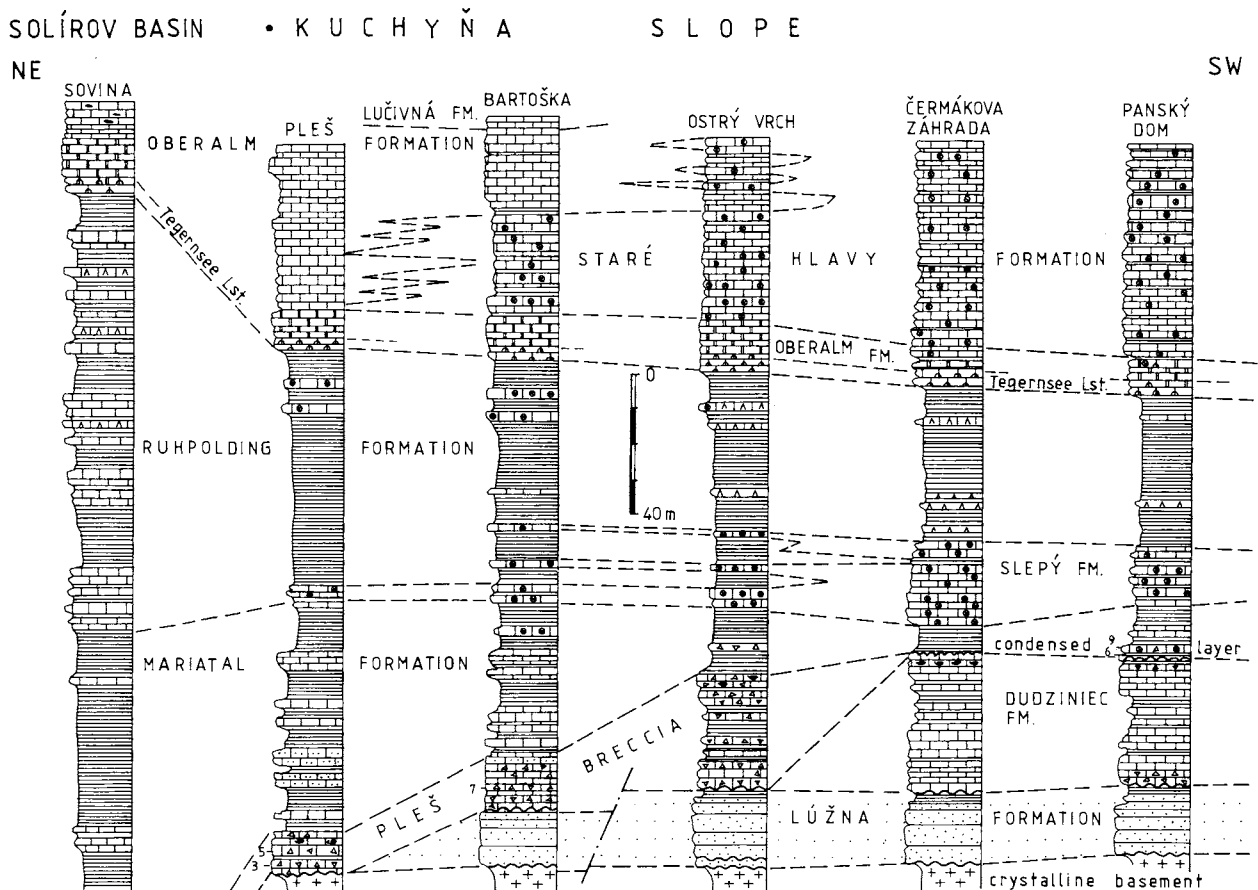 SOLÍROV BASIN • KUCHYŇA SLOPE
NE SW
SOVINA
PLEŠ
LUČIVNÁ FM.
BARTOŠKA
OSTRÝ VRCH
ČERMÁKOVA ZÁHRADA
PANSKÝ DOM
OBERALM FORMATION
Tegernsee Lst.
STARÉ HLAVY FORMATION
OBERALM FM.
Tegernsee Lst.
0
40 m
RUHPOLDING FORMATION
SLEPÝ FM.
MARIATAL FORMATION
condensed 9 6 layer
DUDZINIEC FM.
PLEŠ BRECCIA
7
5
3
LÚŽNA FORMATION
crystalline basement